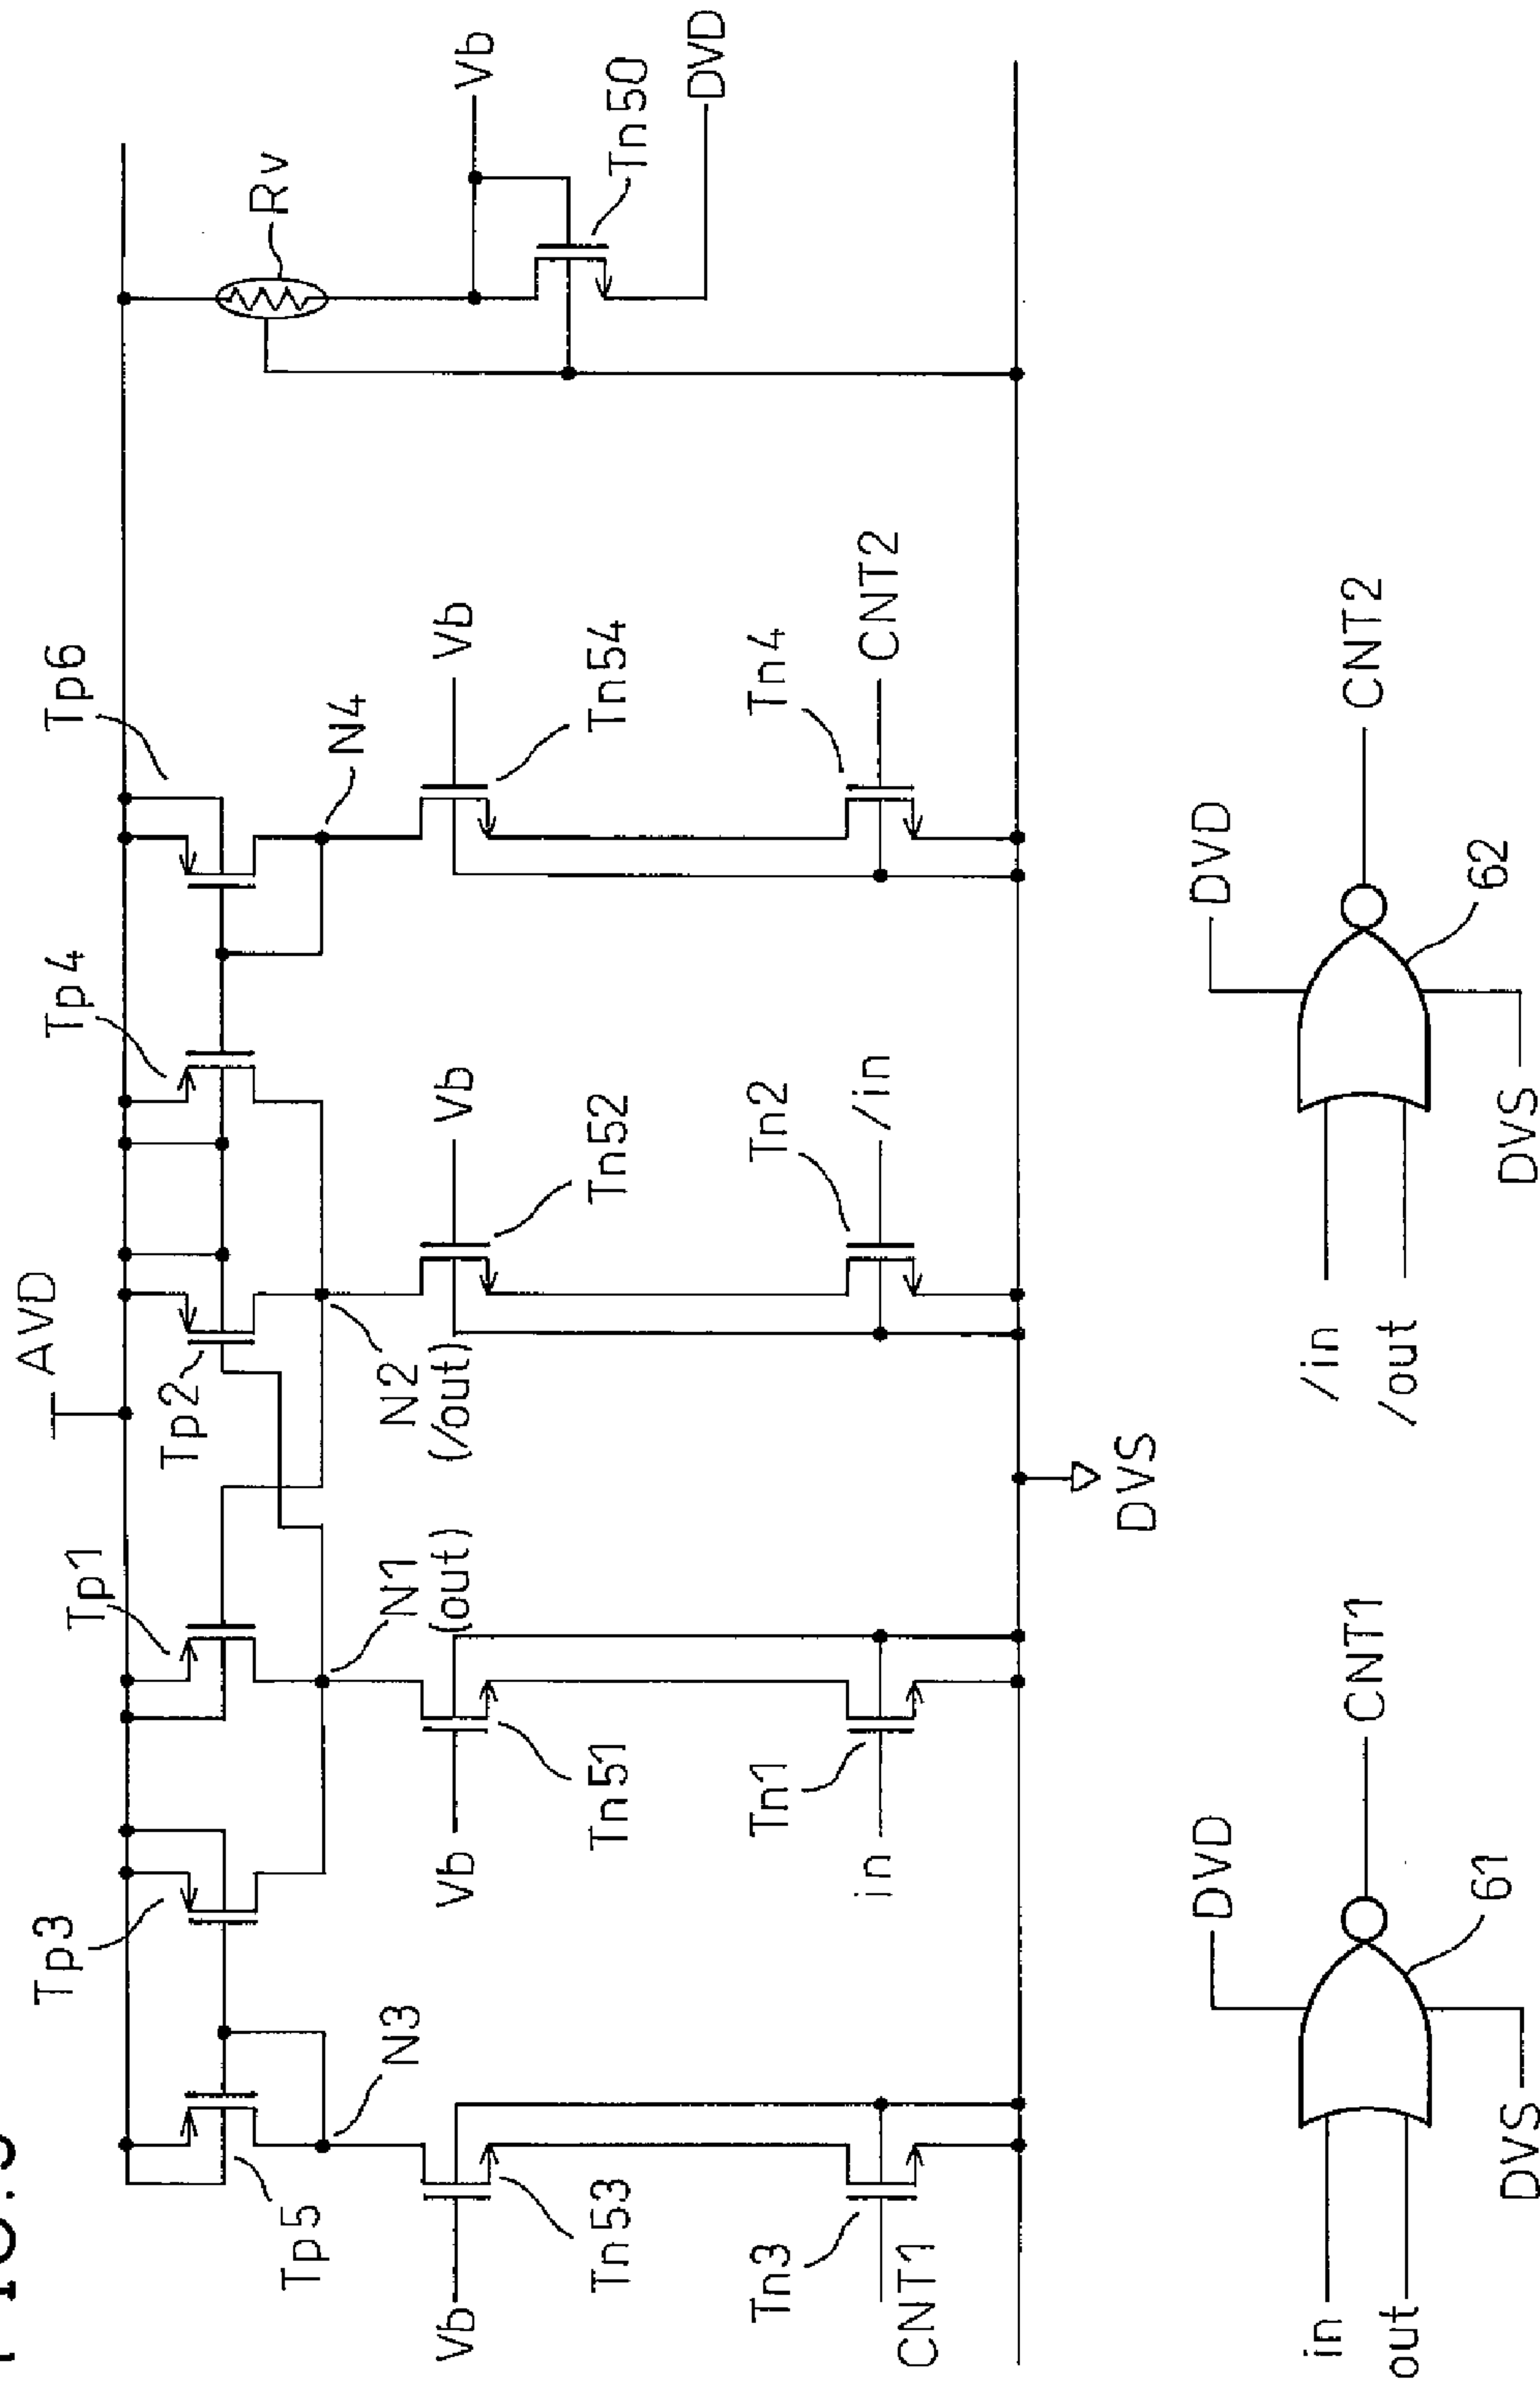 AVD
Tp5
Tp3
Tp1
Tp2
Tp4
Tp6
Rv
N3
N1
(out)
N2
(/out)
N4
Vb
Tn53
Vb
Tn51
Vb
Tn52
Vb
Tn54
Vb
Tn50
DVD
CNT1
Tn3
in
Tn1
/in
Tn2
CNT2
Tn4
DVS
in
out
DVD
DVS
61
CNT1
/in
/out
DVD
DVS
62
CNT2